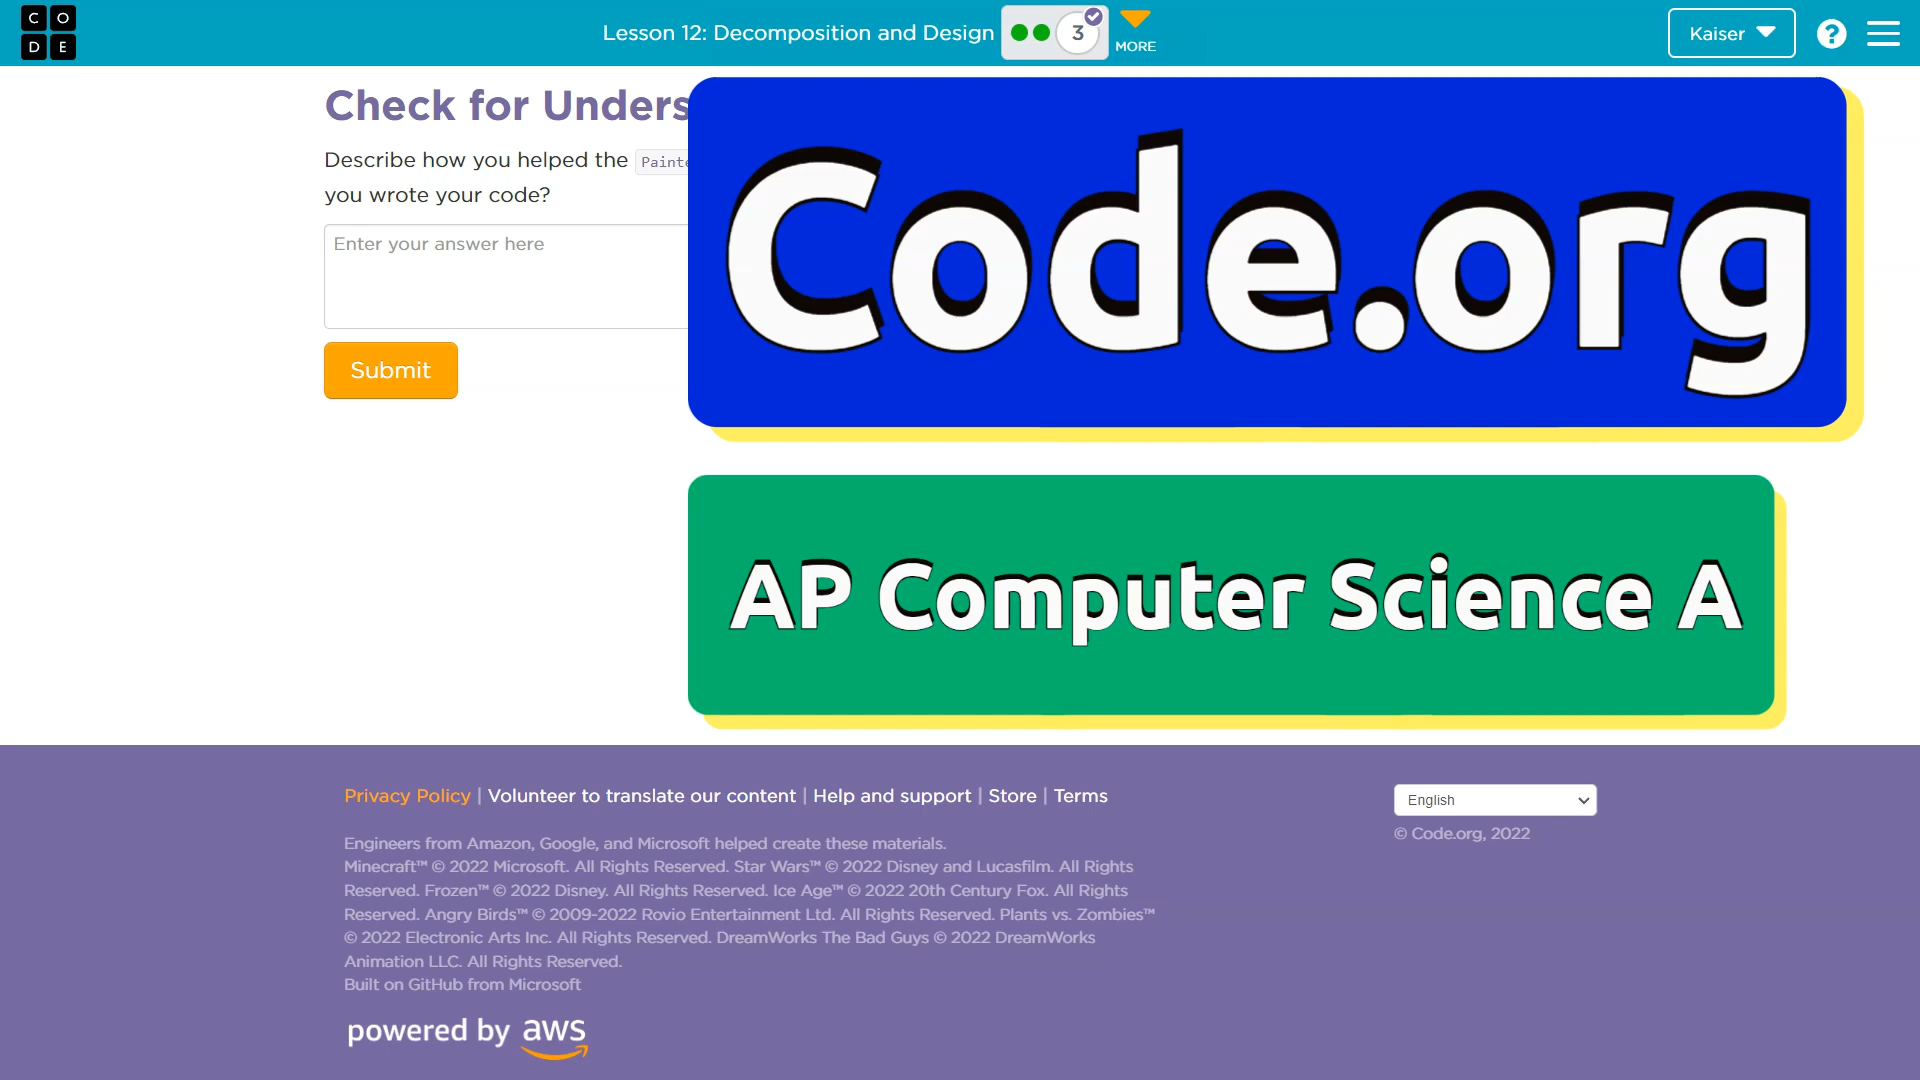 C O
D E
Lesson 12: Decomposition and Design
3
MORE
Kaiser
?
Check for Unders
Describe how you helped the Painte
you wrote your code?
Enter your answer here
Submit
Code.org
AP Computer Science A
Privacy Policy | Volunteer to translate our content | Help and support | Store | Terms
English
© Code.org, 2022
Engineers from Amazon, Google, and Microsoft helped create these materials.
Minecraft™ © 2022 Microsoft. All Rights Reserved. Star Wars™ © 2022 Disney and Lucasfilm. All Rights
Reserved. Frozen™ © 2022 Disney. All Rights Reserved. Ice Age™ © 2022 20th Century Fox. All Rights
Reserved. Angry Birds™ © 2009-2022 Rovio Entertainment Ltd. All Rights Reserved. Plants vs. Zombies™
© 2022 Electronic Arts Inc. All Rights Reserved. DreamWorks The Bad Guys © 2022 DreamWorks
Animation LLC. All Rights Reserved.
Built on GitHub from Microsoft
powered by aws